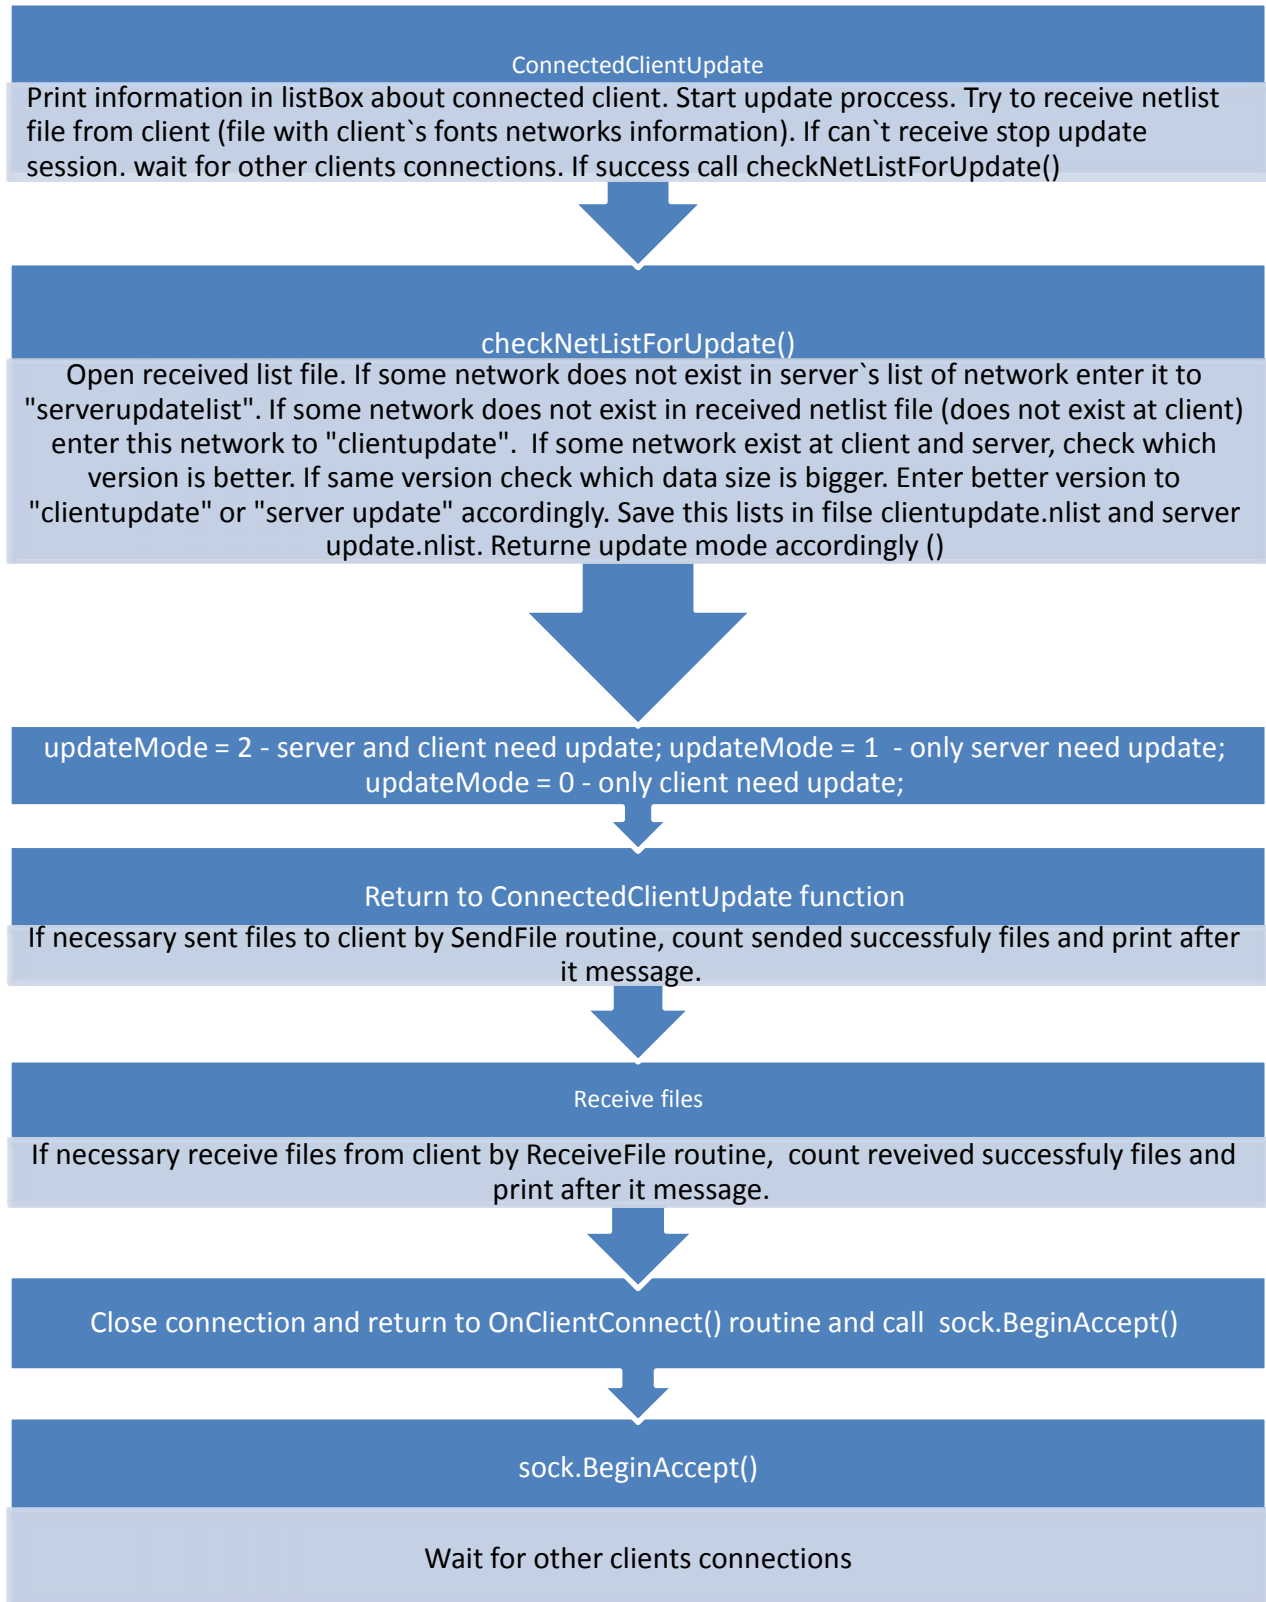 ConnectedClientUpdate
Print information in listBox about connected client. Start update proccess. Try to receive netlist
file from client (file with client`s fonts networks information). If can`t receive stop update
session. wait for other clients connections. If success call checkNetListForUpdate()
checkNetListForUpdate()
Open received list file. If some network does not exist in server`s list of network enter it to
"serverupdatelist". If some network does not exist in received netlist file (does not exist at client)
enter this network to "clientupdate".  If some network exist at client and server, check which
version is better. If same version check which data size is bigger. Enter better version to
"clientupdate" or "server update" accordingly. Save this lists in filse clientupdate.nlist and server
update.nlist. Returne update mode accordingly ()
updateMode = 2 - server and client need update; updateMode = 1  - only server need update;
updateMode = 0 - only client need update;
Return to ConnectedClientUpdate function
If necessary sent files to client by SendFile routine, count sended successfuly files and print after
it message.
Receive files
If necessary receive files from client by ReceiveFile routine,  count reveived successfuly files and
print after it message.
Close connection and return to OnClientConnect() routine and call  sock.BeginAccept()
sock.BeginAccept()
Wait for other clients connections